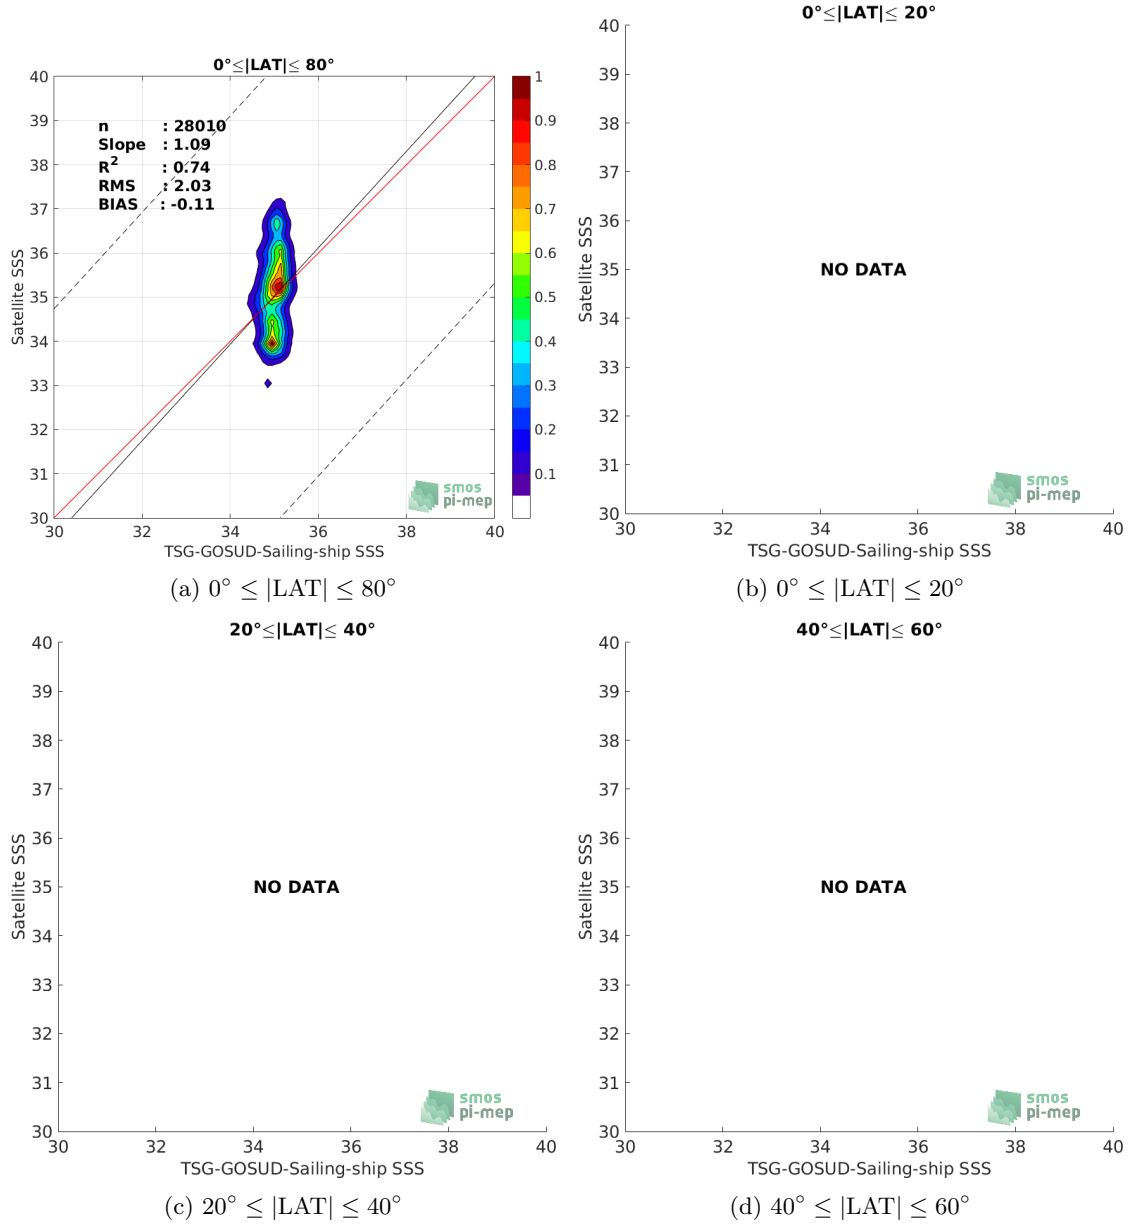 0°≤|LAT|≤ 80°
40
39
38
37
36
35
34
33
32
31
30
Satellite SSS
n : 28010
Slope : 1.09
R² : 0.74
RMS : 2.03
BIAS : -0.11
30 32 34 36 38 40
TSG-GOSUD-Sailing-ship SSS
1
0.9
0.8
0.7
0.6
0.5
0.4
0.3
0.2
0.1
smos
pi-mep
(a) 0° ≤ |LAT| ≤ 80°
0°≤|LAT|≤ 20°
40
39
38
37
36
35
34
33
32
31
30
Satellite SSS
NO DATA
smos
pi-mep
30 32 34 36 38 40
TSG-GOSUD-Sailing-ship SSS
(b) 0° ≤ |LAT| ≤ 20°
20°≤|LAT|≤ 40°
40
39
38
37
36
35
34
33
32
31
30
Satellite SSS
NO DATA
smos
pi-mep
30 32 34 36 38 40
TSG-GOSUD-Sailing-ship SSS
(c) 20° ≤ |LAT| ≤ 40°
40°≤|LAT|≤ 60°
40
39
38
37
36
35
34
33
32
31
30
Satellite SSS
NO DATA
smos
pi-mep
30 32 34 36 38 40
TSG-GOSUD-Sailing-ship SSS
(d) 40° ≤ |LAT| ≤ 60°